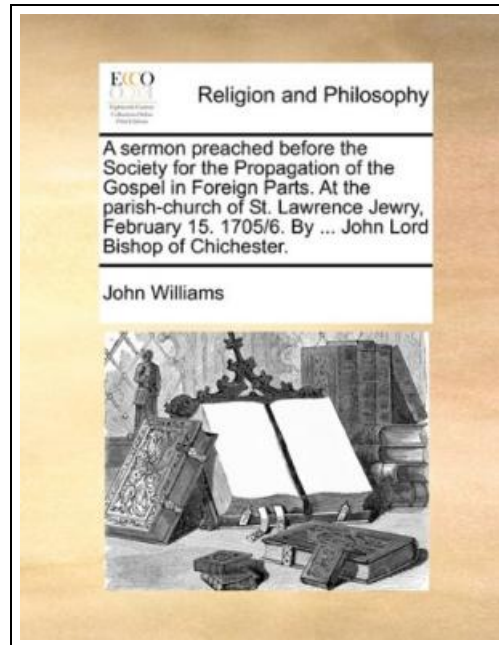 ECCO
Religion and Philosophy
A sermon preached before the
Society for the Propagation of the
Gospel in Foreign Parts. At the
parish-church of St. Lawrence Jewry,
February 15. 1705/6. By ... John Lord
Bishop of Chichester.
John Williams